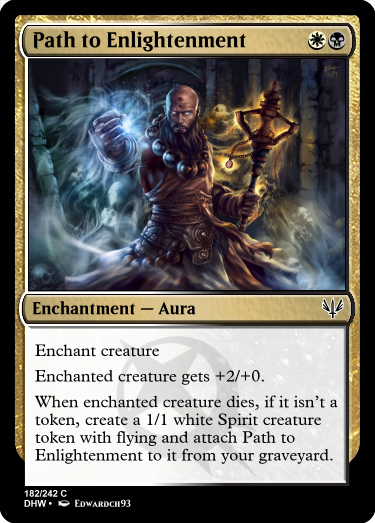 Path to Enlightenment
Enchantment — Aura
Enchant creature
Enchanted creature gets +2/+0.
When enchanted creature dies, if it isn't a
token, create a 1/1 white Spirit creature
token with flying and attach Path to
Enlightenment to it from your graveyard.
182/242 C
DHW • Edwardch93